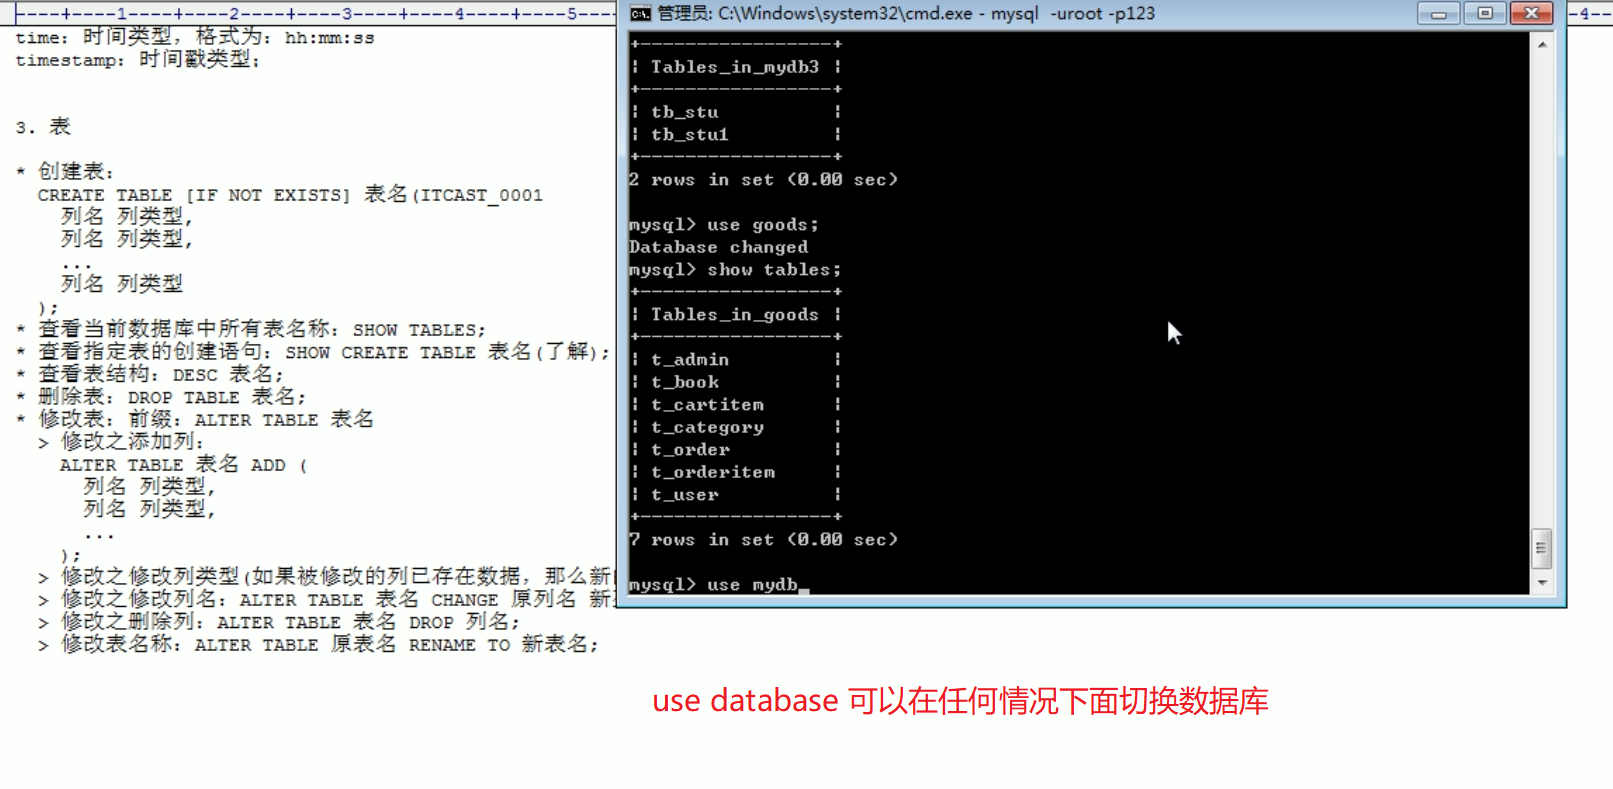 ├----+----1----+----2----+----3----+----4----+----5----
time: 时间类型, 格式为: hh:mm:ss
timestamp: 时间戳类型;
3. 表
* 创建表:
CREATE TABLE [IF NOT EXISTS] 表名(ITCAST_0001
列名 列类型,
列名 列类型,
...
列名 列类型
);
* 查看当前数据库中所有表名称: SHOW TABLES;
* 查看指定表的创建语句: SHOW CREATE TABLE 表名(了解);
* 查看表结构: DESC 表名;
* 删除表: DROP TABLE 表名;
* 修改表: 前缀: ALTER TABLE 表名
> 修改之添加列:
ALTER TABLE 表名 ADD (
列名 列类型,
列名 列类型,
...
);
> 修改之修改列类型(如果被修改的列已存在数据, 那么新
> 修改之修改列名: ALTER TABLE 表名 CHANGE 原列名 新
> 修改之删除列: ALTER TABLE 表名 DROP 列名;
> 修改表名称: ALTER TABLE 原表名 RENAME TO 新表名;
管理员: C:\Windows\system32\cmd.exe - mysql -uroot -p123
-4--
+------------------+
| Tables_in_mydb3 |
+------------------+
| tb_stu |
| tb_stu1 |
+------------------+
2 rows in set (0.00 sec)
mysql> use goods;
Database changed
mysql> show tables;
+------------------+
| Tables_in_goods |
+------------------+
| t_admin |
| t_book |
| t_cartitem |
| t_category |
| t_order |
| t_orderitem |
| t_user |
+------------------+
7 rows in set (0.00 sec)
mysql> use mydb_
use database 可以在任何情况下面切换数据库